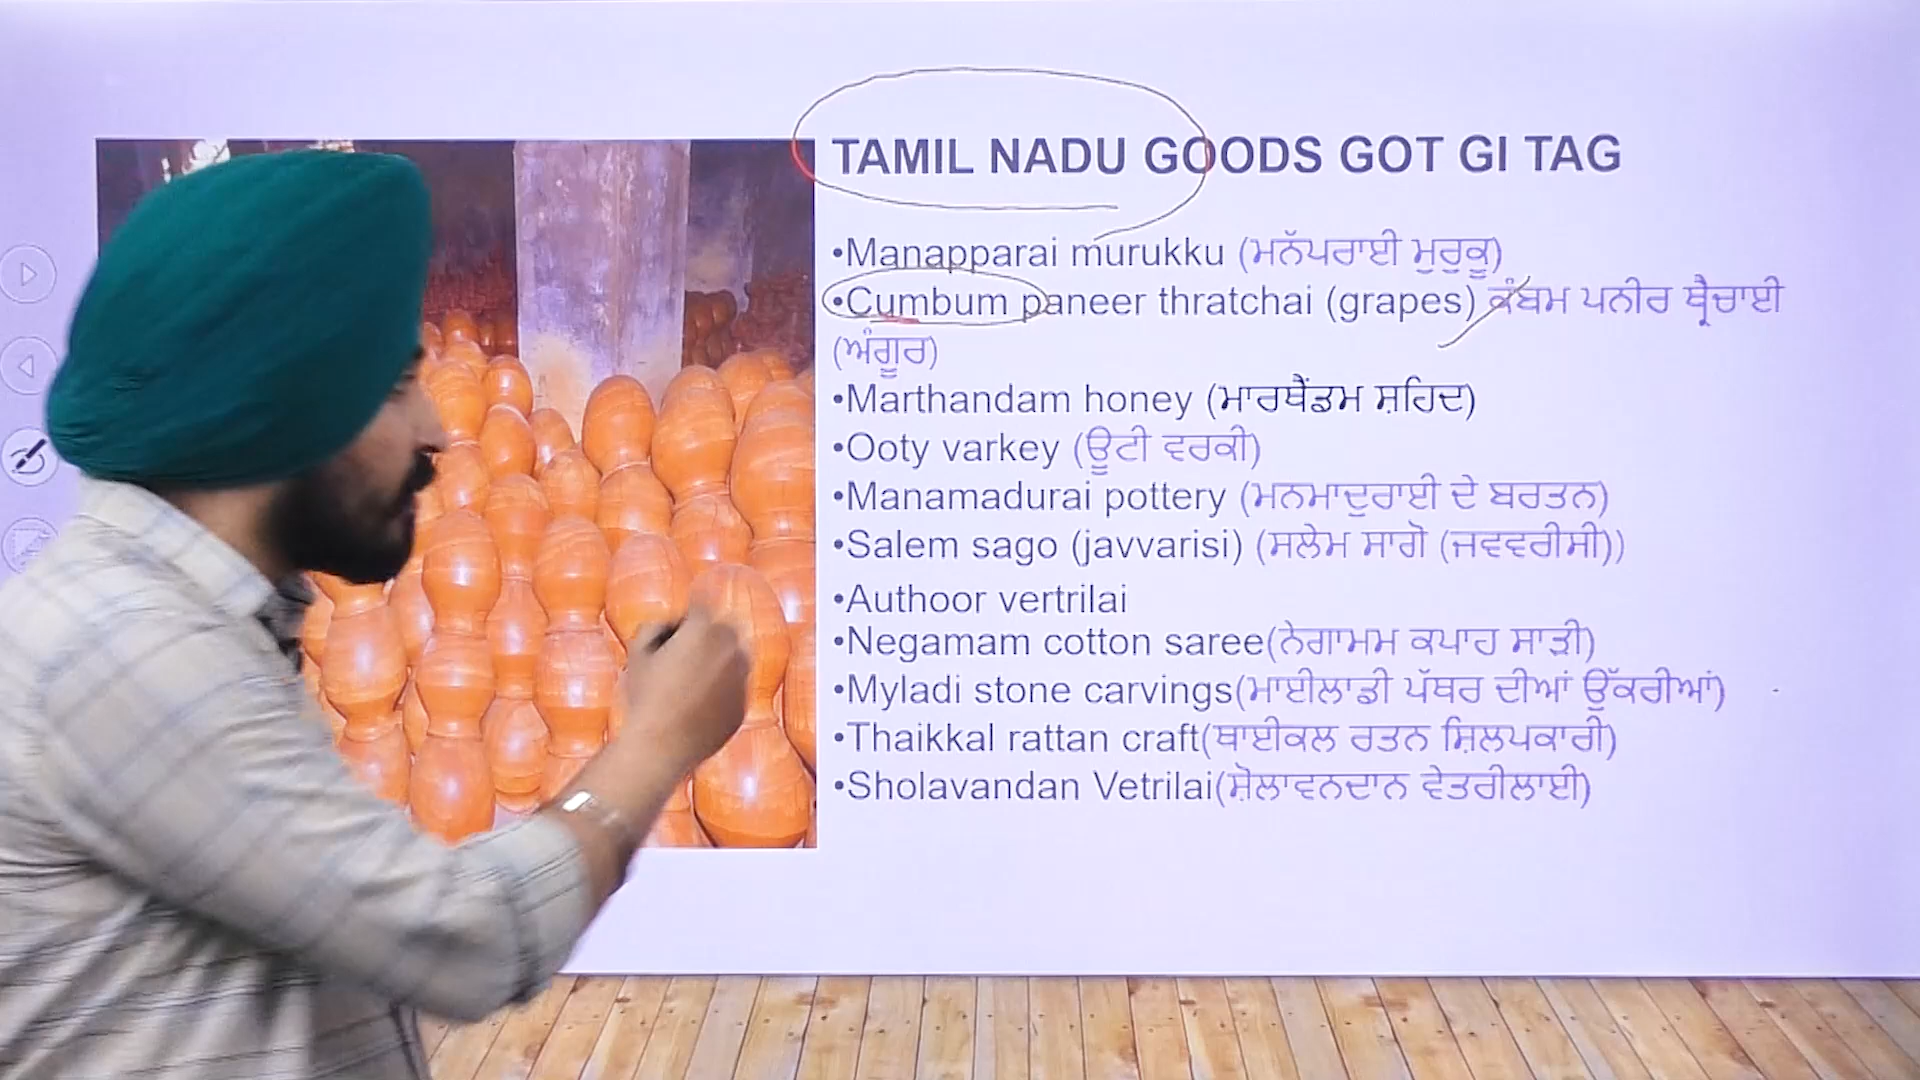 TAMIL NADU GOODS GOT GI TAG
•Manapparai murukku (ਮਨੱਪਰਾਈ ਮੁਰੁਕੂ)
•Cumbum paneer thratchai (grapes) ਕੰਬਮ ਪਨੀਰ ਥ੍ਰੈਚਾਈ
(ਅੰਗੂਰ)
•Marthandam honey (ਮਾਰਥੈਂਡਮ ਸ਼ਹਿਦ)
•Ooty varkey (ਊਟੀ ਵਰਕੀ)
•Manamadurai pottery (ਮਨਮਾਦੁਰਾਈ ਦੇ ਬਰਤਨ)
•Salem sago (javvarisi) (ਸਲੇਮ ਸਾਗੋ (ਜਵਵਰੀਸੀ))
•Authoor vertrilai
•Negamam cotton saree(ਨੇਗਾਮਮ ਕਪਾਹ ਸਾੜੀ)
•Myladi stone carvings(ਮਾਈਲਾਡੀ ਪੱਥਰ ਦੀਆਂ ਉੱਕਰੀਆਂ)
•Thaikkal rattan craft(ਥਾਈਕਲ ਰਤਨ ਸ਼ਿਲਪਕਾਰੀ)
•Sholavandan Vetrilai(ਸ਼ੋਲਾਵਨਦਾਨ ਵੇਤਰੀਲਾਈ)